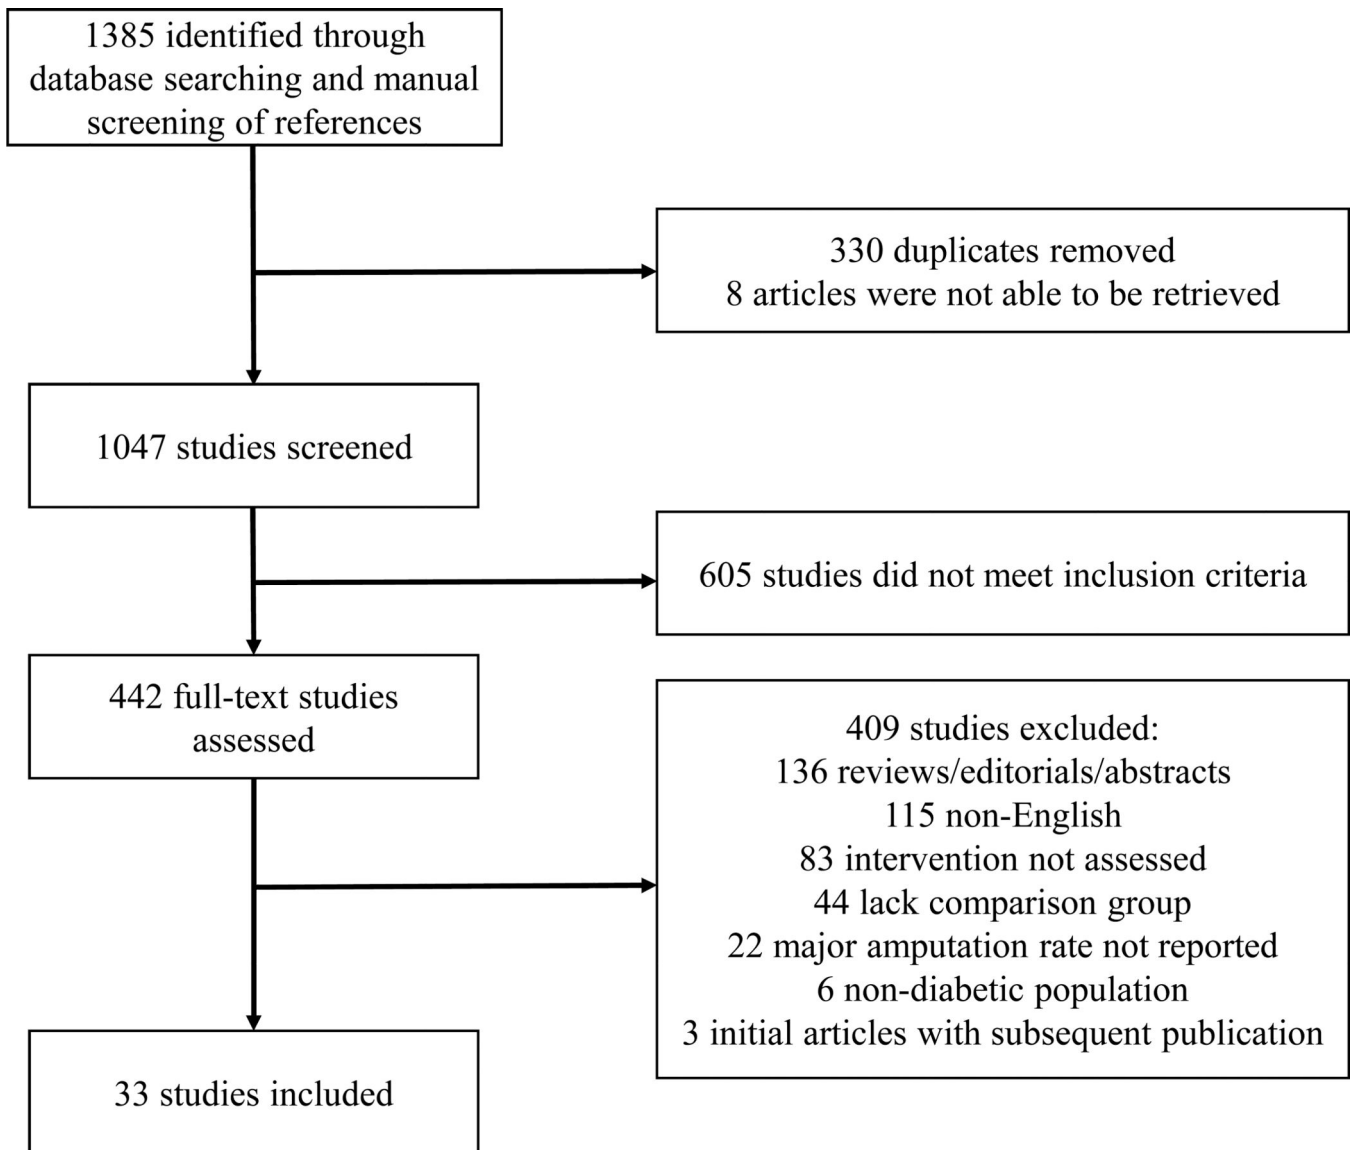 1385 identified through
database searching and manual
screening of references
330 duplicates removed
8 articles were not able to be retrieved
1047 studies screened
605 studies did not meet inclusion criteria
442 full-text studies
assessed
409 studies excluded:
136 reviews/editorials/abstracts
115 non-English
83 intervention not assessed
44 lack comparison group
22 major amputation rate not reported
6 non-diabetic population
3 initial articles with subsequent publication
33 studies included